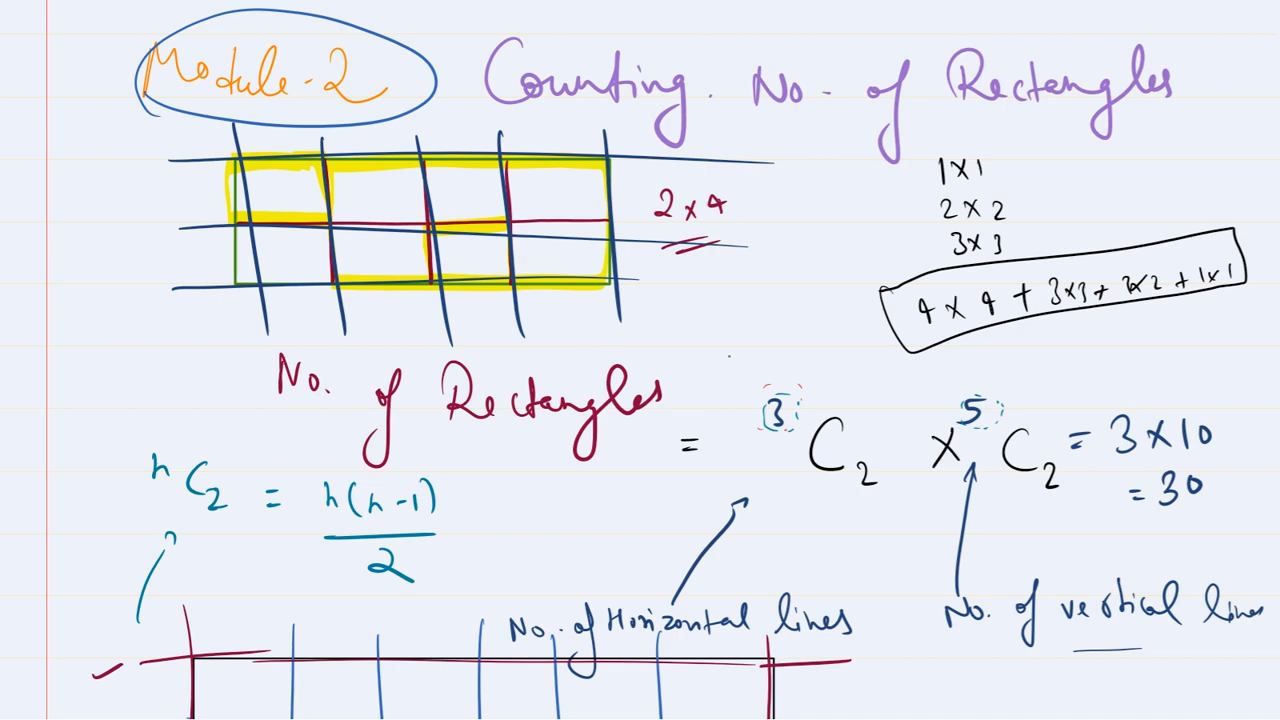 Module-2 Counting. No. of Rectangles
1x1
2x4
2x2
3x3
4x4 + 3x3 + 2x2 + 1x1
No. of Rectangles = ³C₂ X ⁵C₂ = 3x10
= 30
ⁿC₂ = n(n-1)
2
No. of Horizontal lines No. of vertical lines